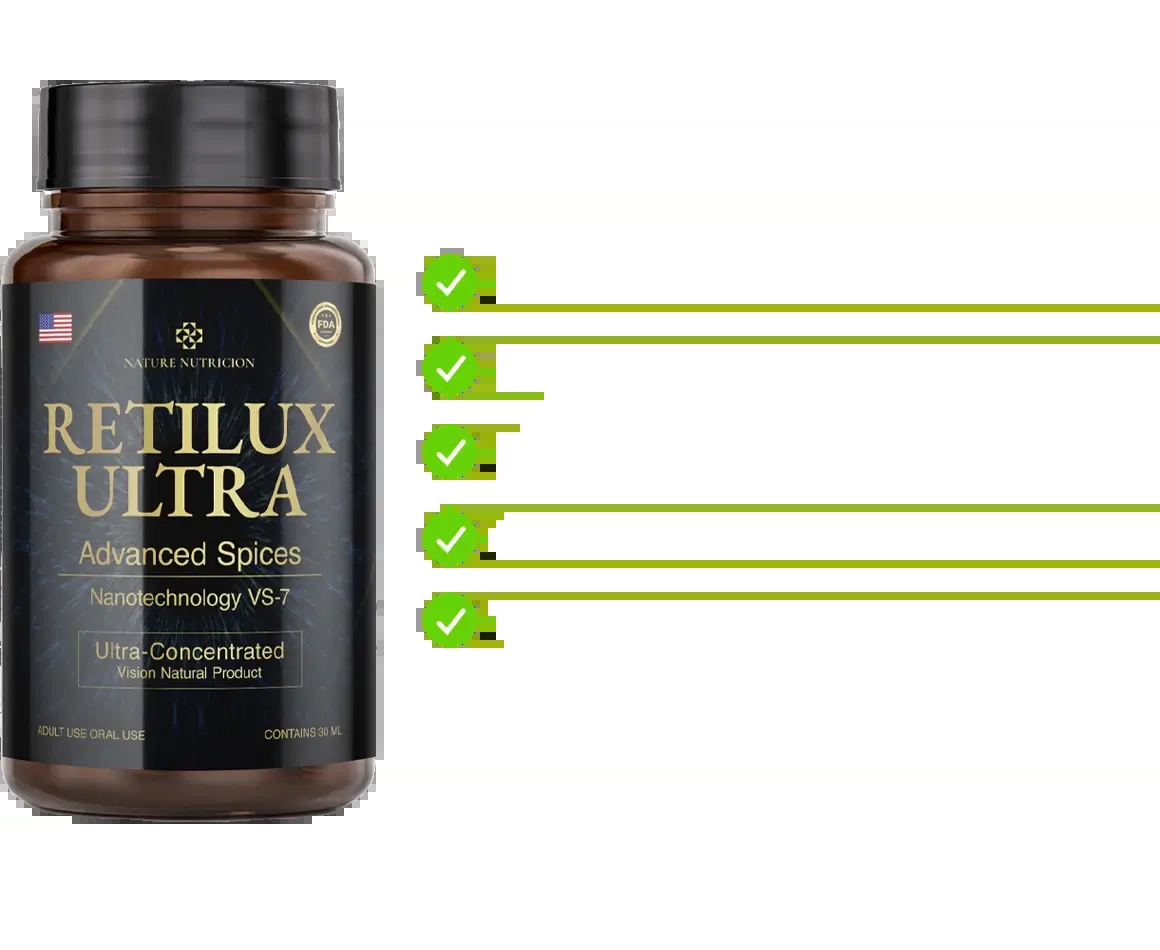 FDA
NATURE NUTRICION
RETILUX
ULTRA
Advanced Spices
Nanotechnology VS-7
Ultra-Concentrated
Vision Natural Product
ADULT USE ORAL USE
CONTAINS 30 ML